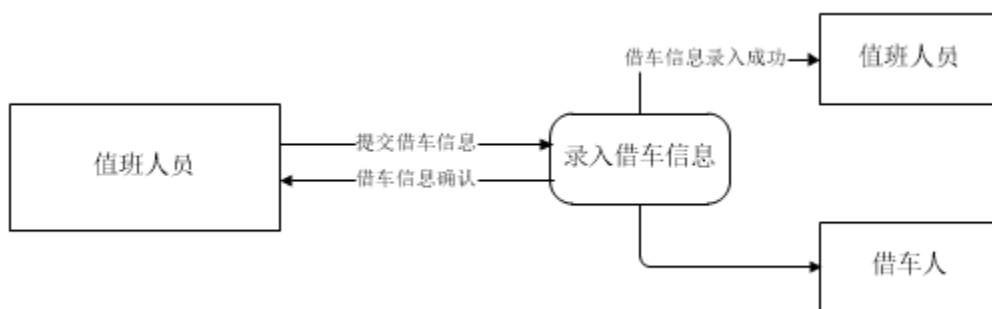 值班人员
提交借车信息
借车信息确认
录入借车信息
借车信息录入成功
值班人员
借车人